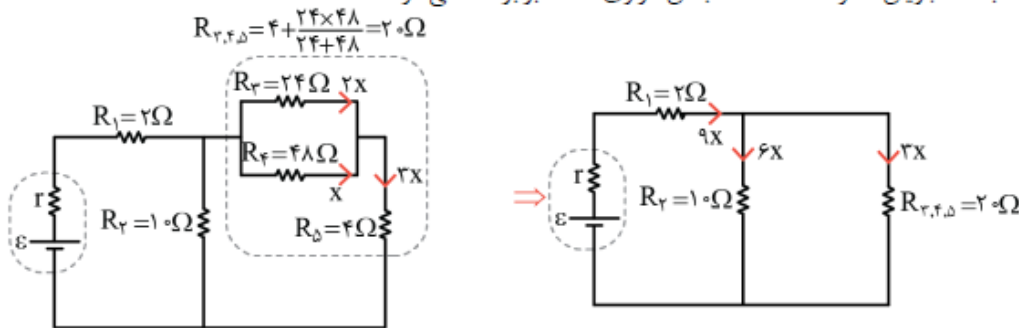 R۳,۴,۵=۴+۲۴×۴۸/۲۴+۴۸=۲۰Ω
R۳=۲۴Ω ۲x
R۱=۲Ω
R۴=۴۸Ω
x
۳x
r
R۲=۱۰Ω
R۵=۴Ω
ε
⇒
R۱=۲Ω
۹x
۶x
۳x
r
R۲=۱۰Ω
R۳,۴,۵=۲۰Ω
ε